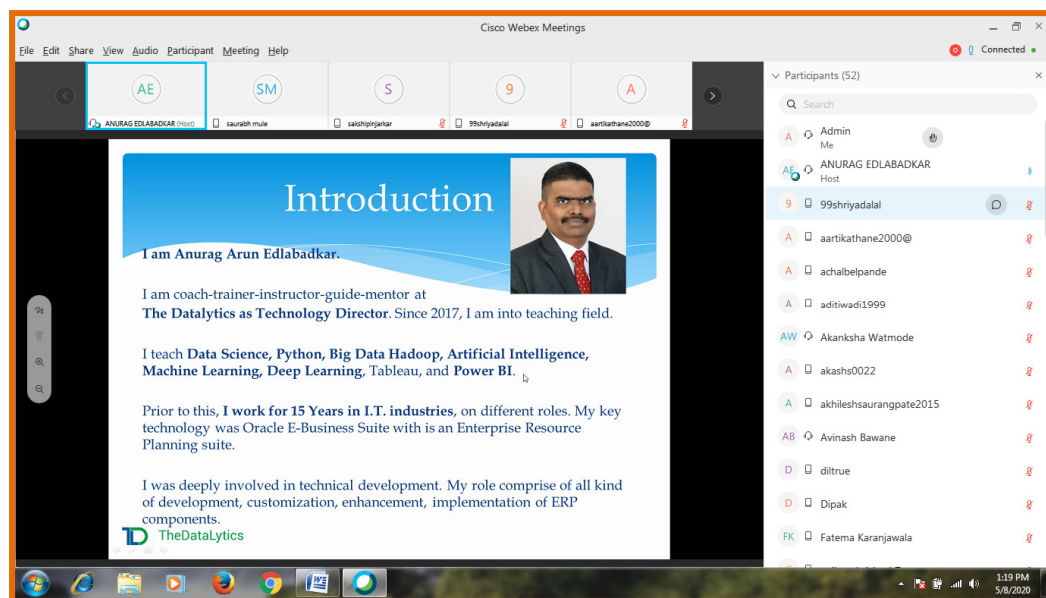 Cisco Webex Meetings
File Edit Share View Audio Participant Meeting Help
Connected
AE
SM
S
9
A
ANURAG EDLABADKAR (Host)
saurabh mule
sakshipinjarkar
99shriyadalal
aartikathane2000@
Introduction
I am Anurag Arun Edlabadkar.
I am coach-trainer-instructor-guide-mentor at
The Datalytics as Technology Director. Since 2017, I am into teaching field.
I teach Data Science, Python, Big Data Hadoop, Artificial Intelligence,
Machine Learning, Deep Learning, Tableau, and Power BI.
Prior to this, I work for 15 Years in I.T. industries, on different roles. My key
technology was Oracle E-Business Suite with is an Enterprise Resource
Planning suite.
I was deeply involved in technical development. My role comprise of all kind
of development, customization, enhancement, implementation of ERP
components.
TD TheDataLytics
Participants (52)
Search
A Admin
Me
AE ANURAG EDLABADKAR
Host
9 99shriyadalal
A aartikathane2000@
A achalbelpande
A aditiwadi1999
AW Akanksha Watmode
A akashs0022
A akhileshsaurangpate2015
AB Avinash Bawane
D diltrue
D Dipak
FK Fatema Karanjawala
1:19 PM
5/8/2020